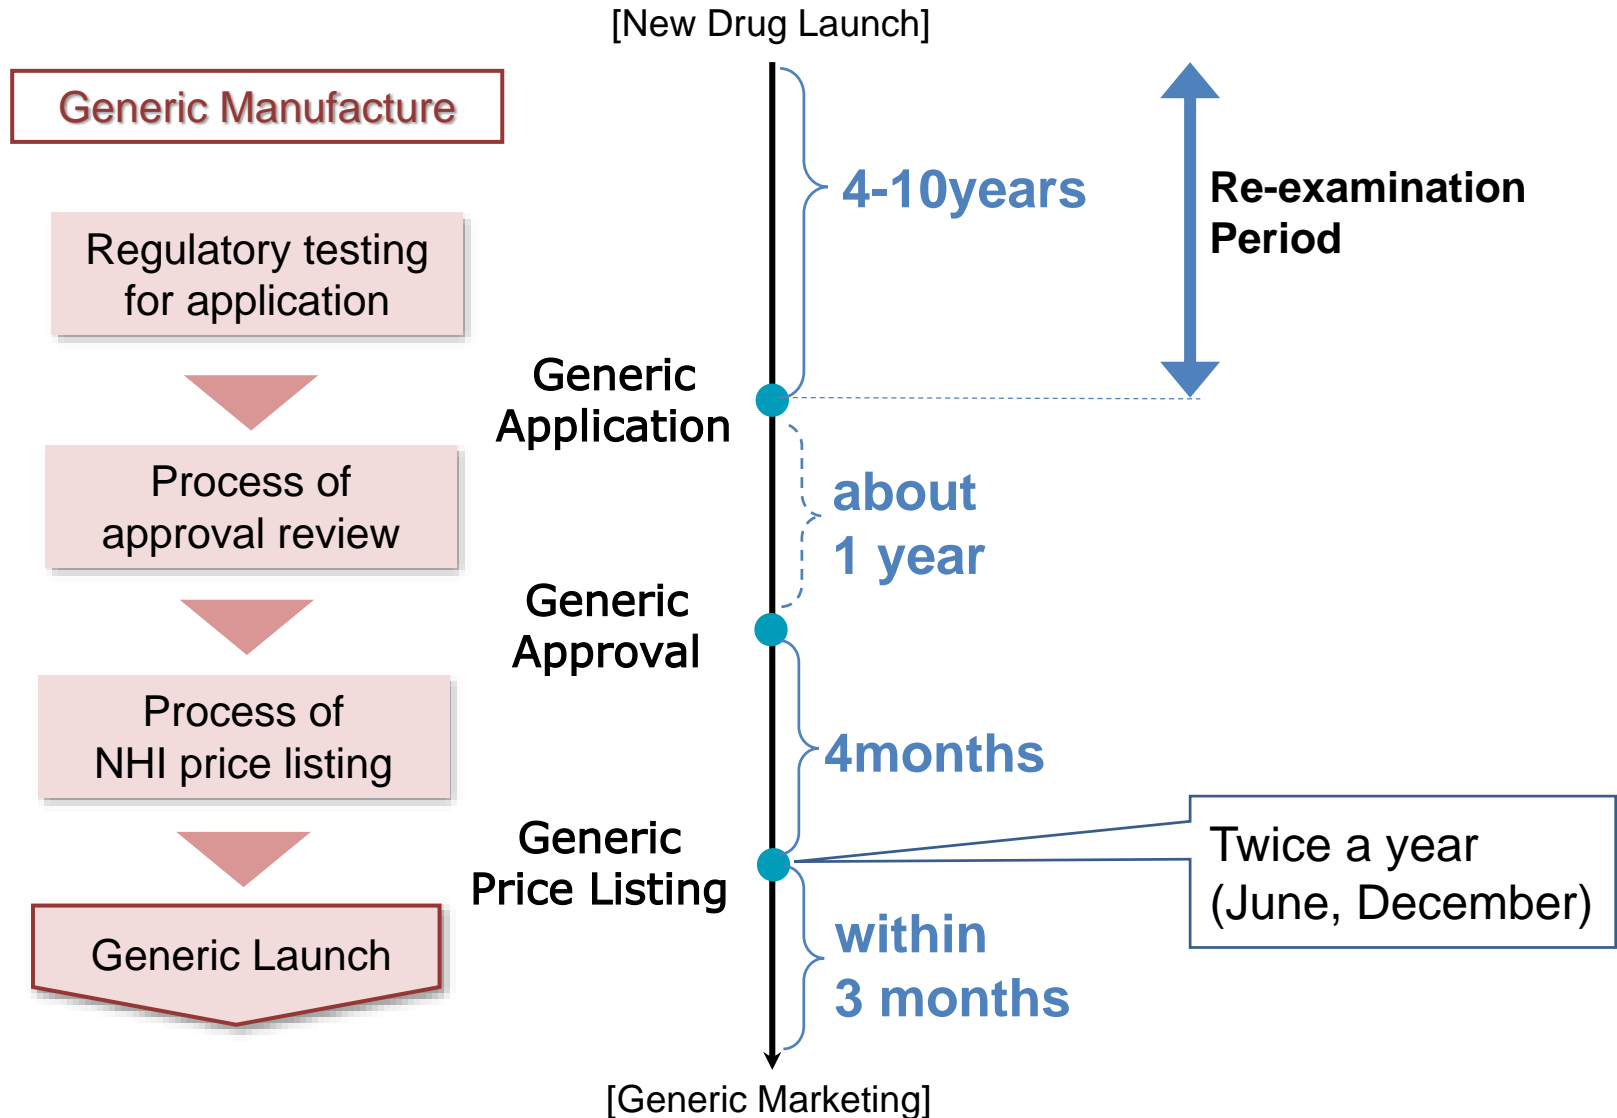 [New Drug Launch]
Generic Manufacture
Regulatory testing
for application
Process of
approval review
Process of
NHI price listing
Generic Launch
4-10years
Re-examination
Period
Generic
Application
about
1 year
Generic
Approval
4months
Generic
Price Listing
Twice a year
(June, December)
within
3 months
[Generic Marketing]